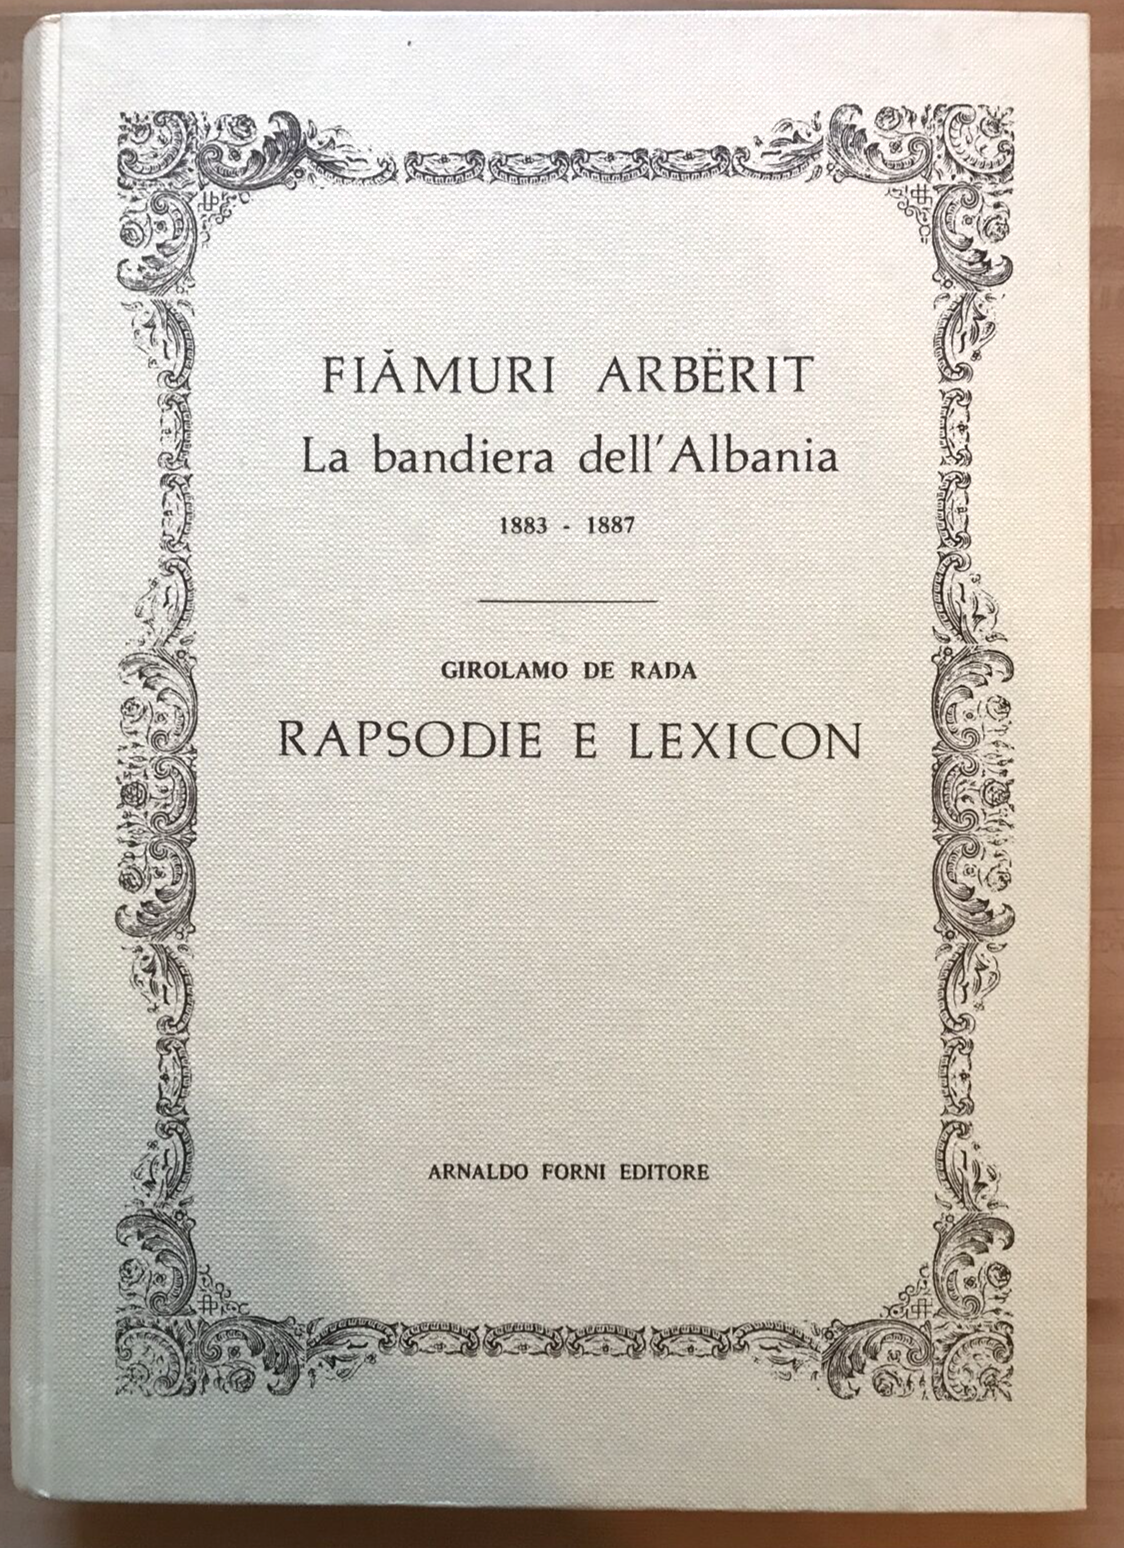 FIĂMURI ARBËRIT
La bandiera dell'Albania
1883 - 1887
GIROLAMO DE RADA
RAPSODIE E LEXICON
ARNALDO FORNI EDITORE